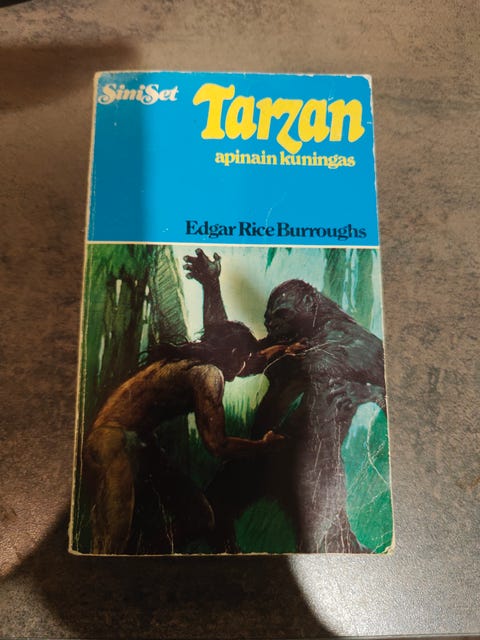 SiniSet
Tarzan
apinain kuningas
Edgar Rice Burroughs